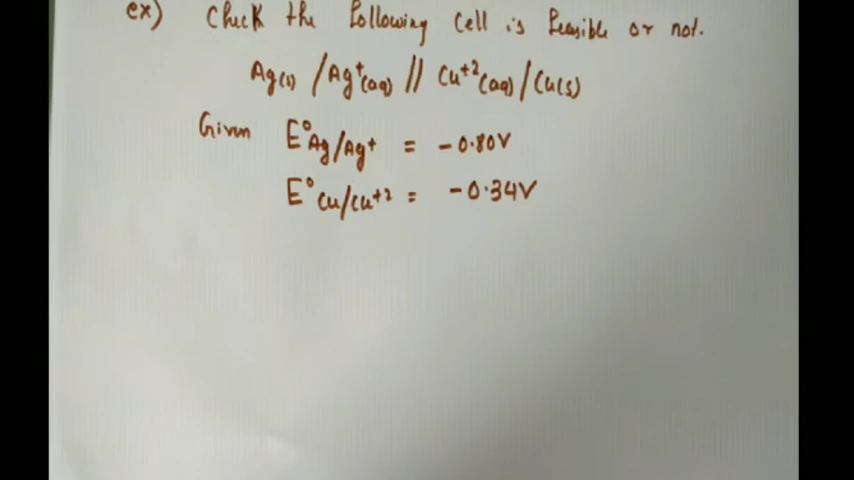 ex) Check the following cell is feasible or not.
Ag(s) / Ag⁺(aq) // Cu⁺²(aq) / Cu(s)
Given E°Ag/Ag⁺ = -0.80V
E°Cu/Cu⁺² = -0.34V